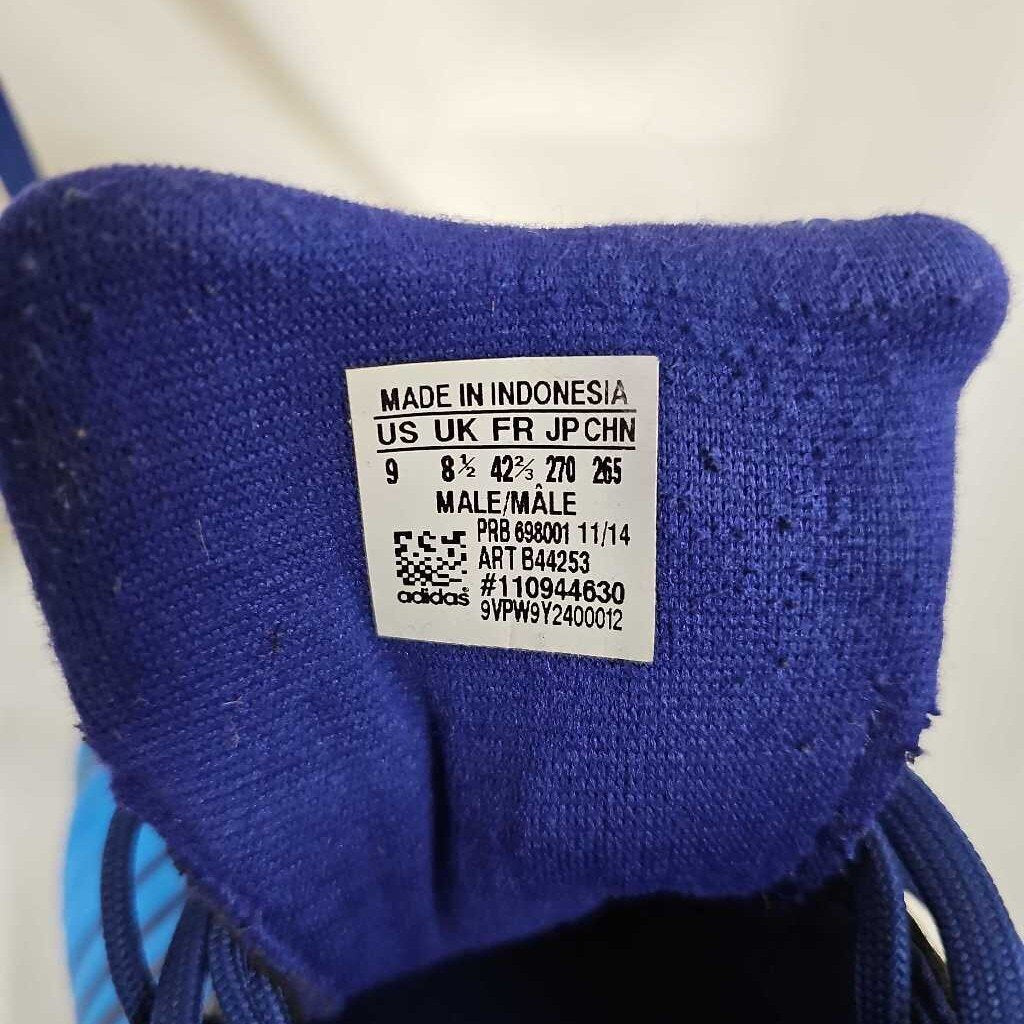 MADE IN INDONESIA
US UK FR JP CHN
9 8½ 42⅔ 270 265
MALE/MÂLE
PRB 698001 11/14
ART B44253
#110944630
adidas®
9VPW9Y2400012